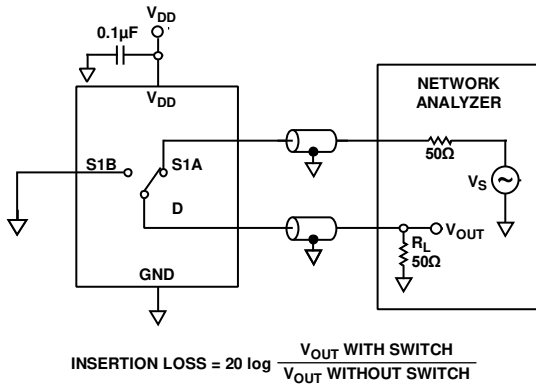 VDD
0.1µF
VDD
NETWORK
ANALYZER
S1B
S1A
50Ω
VS
D
VOUT
RL
50Ω
GND
INSERTION LOSS = 20 log VOUT WITH SWITCH
VOUT WITHOUT SWITCH